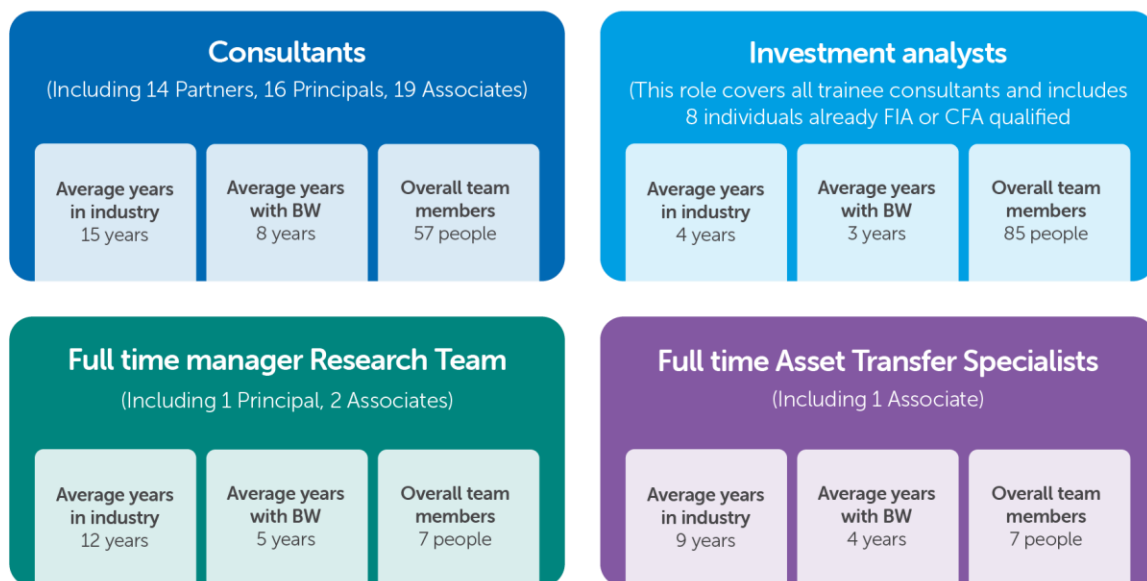 Consultants
(Including 14 Partners, 16 Principals, 19 Associates)
Average years
in industry
15 years
Average years
with BW
8 years
Overall team
members
57 people
Investment analysts
(This role covers all trainee consultants and includes
8 individuals already FIA or CFA qualified
Average years
in industry
4 years
Average years
with BW
3 years
Overall team
members
85 people
Full time manager Research Team
(Including 1 Principal, 2 Associates)
Average years
in industry
12 years
Average years
with BW
5 years
Overall team
members
7 people
Full time Asset Transfer Specialists
(Including 1 Associate)
Average years
in industry
9 years
Average years
with BW
4 years
Overall team
members
7 people